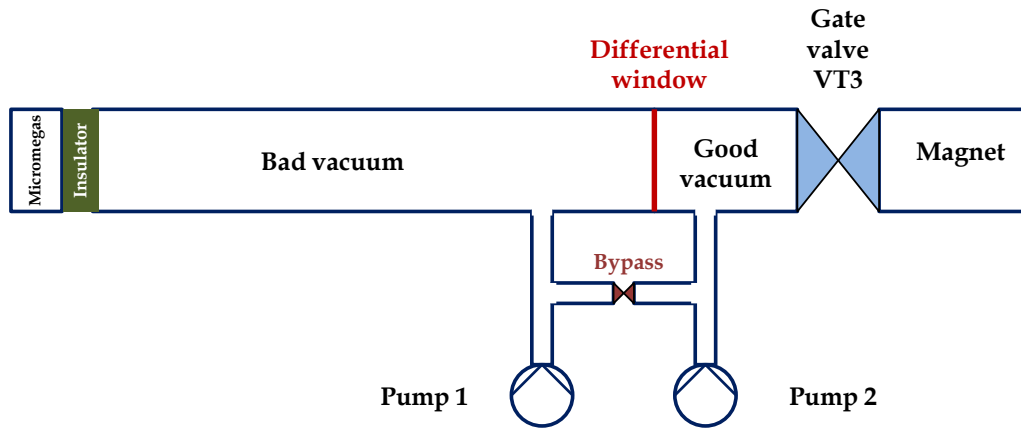 Gate
valve
VT3
Differential
window
Micromegas
Insulator
Bad vacuum
Good
vacuum
Magnet
Bypass
Pump 1
Pump 2